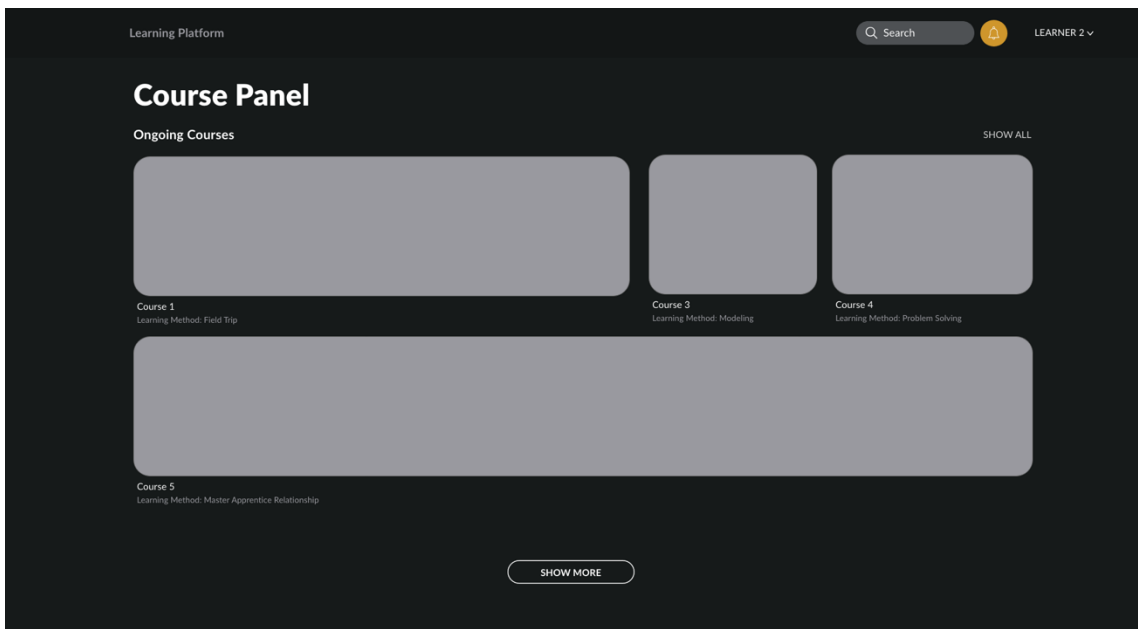 Learning Platform
Search
LEARNER 2
Course Panel
Ongoing Courses
SHOW ALL
Course 1
Learning Method: Field Trip
Course 3
Learning Method: Modeling
Course 4
Learning Method: Problem Solving
Course 5
Learning Method: Master Apprentice Relationship
SHOW MORE